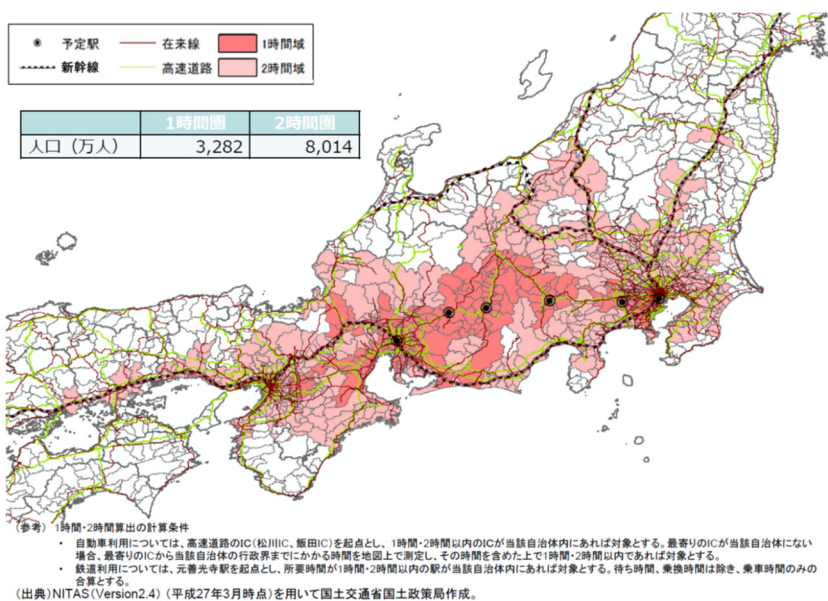 予定駅 在来線 1時間域
新幹線 高速道路 2時間域
1時間圏 2時間圏
人口（万人） 3,282 8,014
（参考） 1時間・2時間算出の計算条件
・ 自動車利用については、高速道路のIC（松川IC、飯田IC）を起点とし、1時間・2時間以内のICが当該自治体内にあれば対象とする。最寄りのICが当該自治体にない
場合、最寄りのICから当該自治体の行政界までにかかる時間を地図上で測定し、その時間を含めた上で1時間・2時間以内であれば対象とする。
・ 鉄道利用については、元善光寺駅を起点とし、所要時間が1時間・2時間以内の駅が当該自治体内にあれば対象とする。待ち時間、乗換時間は除き、乗車時間のみの
合算とする。
（出典）NITAS（Version2.4）（平成27年3月時点）を用いて国土交通省国土政策局作成。